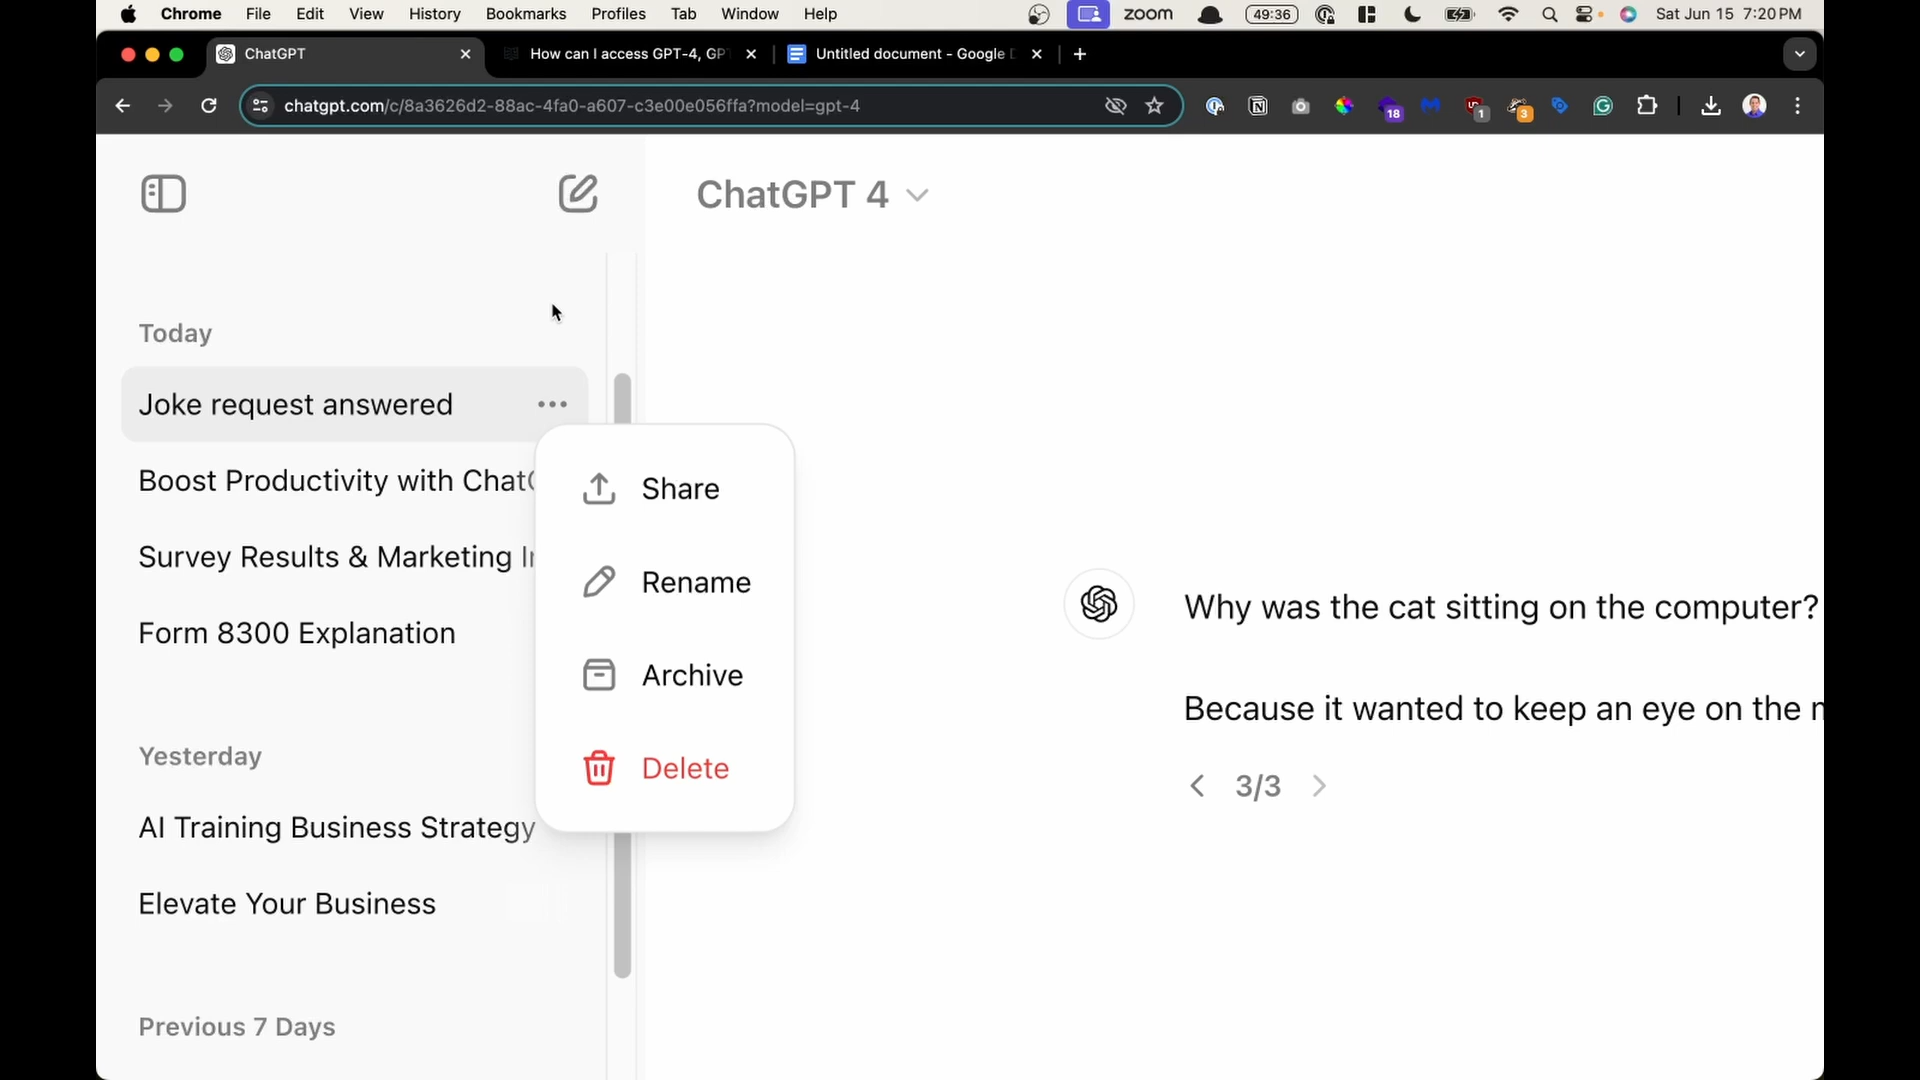 Chrome File Edit View History Bookmarks Profiles Tab Window Help zoom 49:36 Sat Jun 15 7:20 PM
ChatGPT How can I access GPT-4, GP Untitled document - Google
chatgpt.com/c/8a3626d2-88ac-4fa0-a607-c3e00e056ffa?model=gpt-4 18 1 3
ChatGPT 4
Today
Joke request answered
Boost Productivity with Chat
Survey Results & Marketing
Form 8300 Explanation
Share
Rename
Archive
Delete
Yesterday
AI Training Business Strategy
Elevate Your Business
Previous 7 Days
Why was the cat sitting on the computer?
Because it wanted to keep an eye on the
3/3